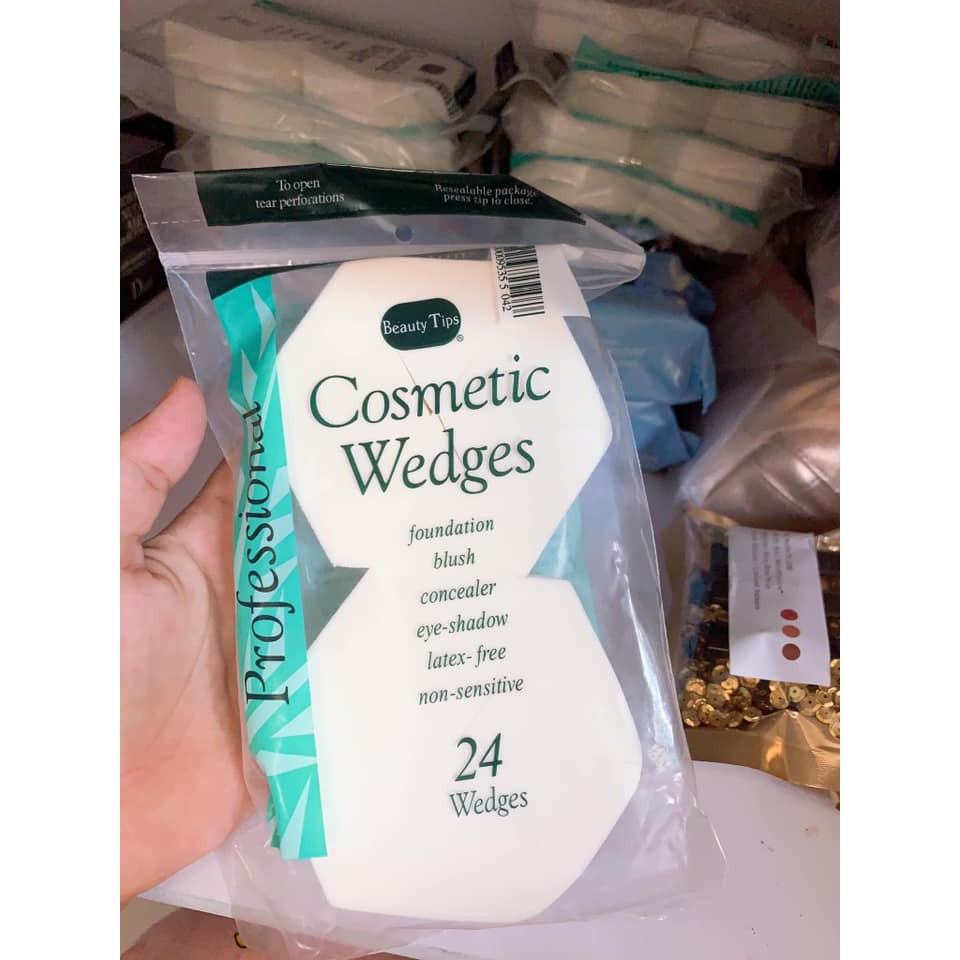 To open
tear perforations
Resealable package
press zip to close.
Beauty Tips
®
Cosmetic
Wedges
foundation
blush
concealer
eye-shadow
latex-free
non-sensitive
24
Wedges
Professional